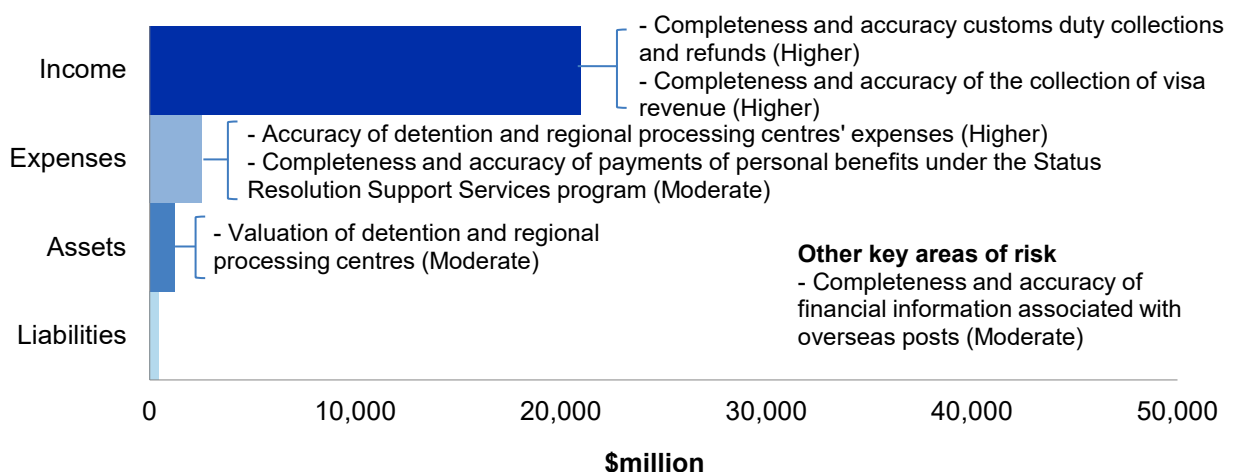 - Completeness and accuracy customs duty collections
and refunds (Higher)
- Completeness and accuracy of the collection of visa
revenue (Higher)
Income
- Accuracy of detention and regional processing centres' expenses (Higher)
- Completeness and accuracy of payments of personal benefits under the Status
Resolution Support Services program (Moderate)
Expenses
- Valuation of detention and regional
processing centres (Moderate)
Assets
Other key areas of risk
- Completeness and accuracy of
financial information associated with
overseas posts (Moderate)
Liabilities
0
10,000
20,000
30,000
40,000
50,000
$million